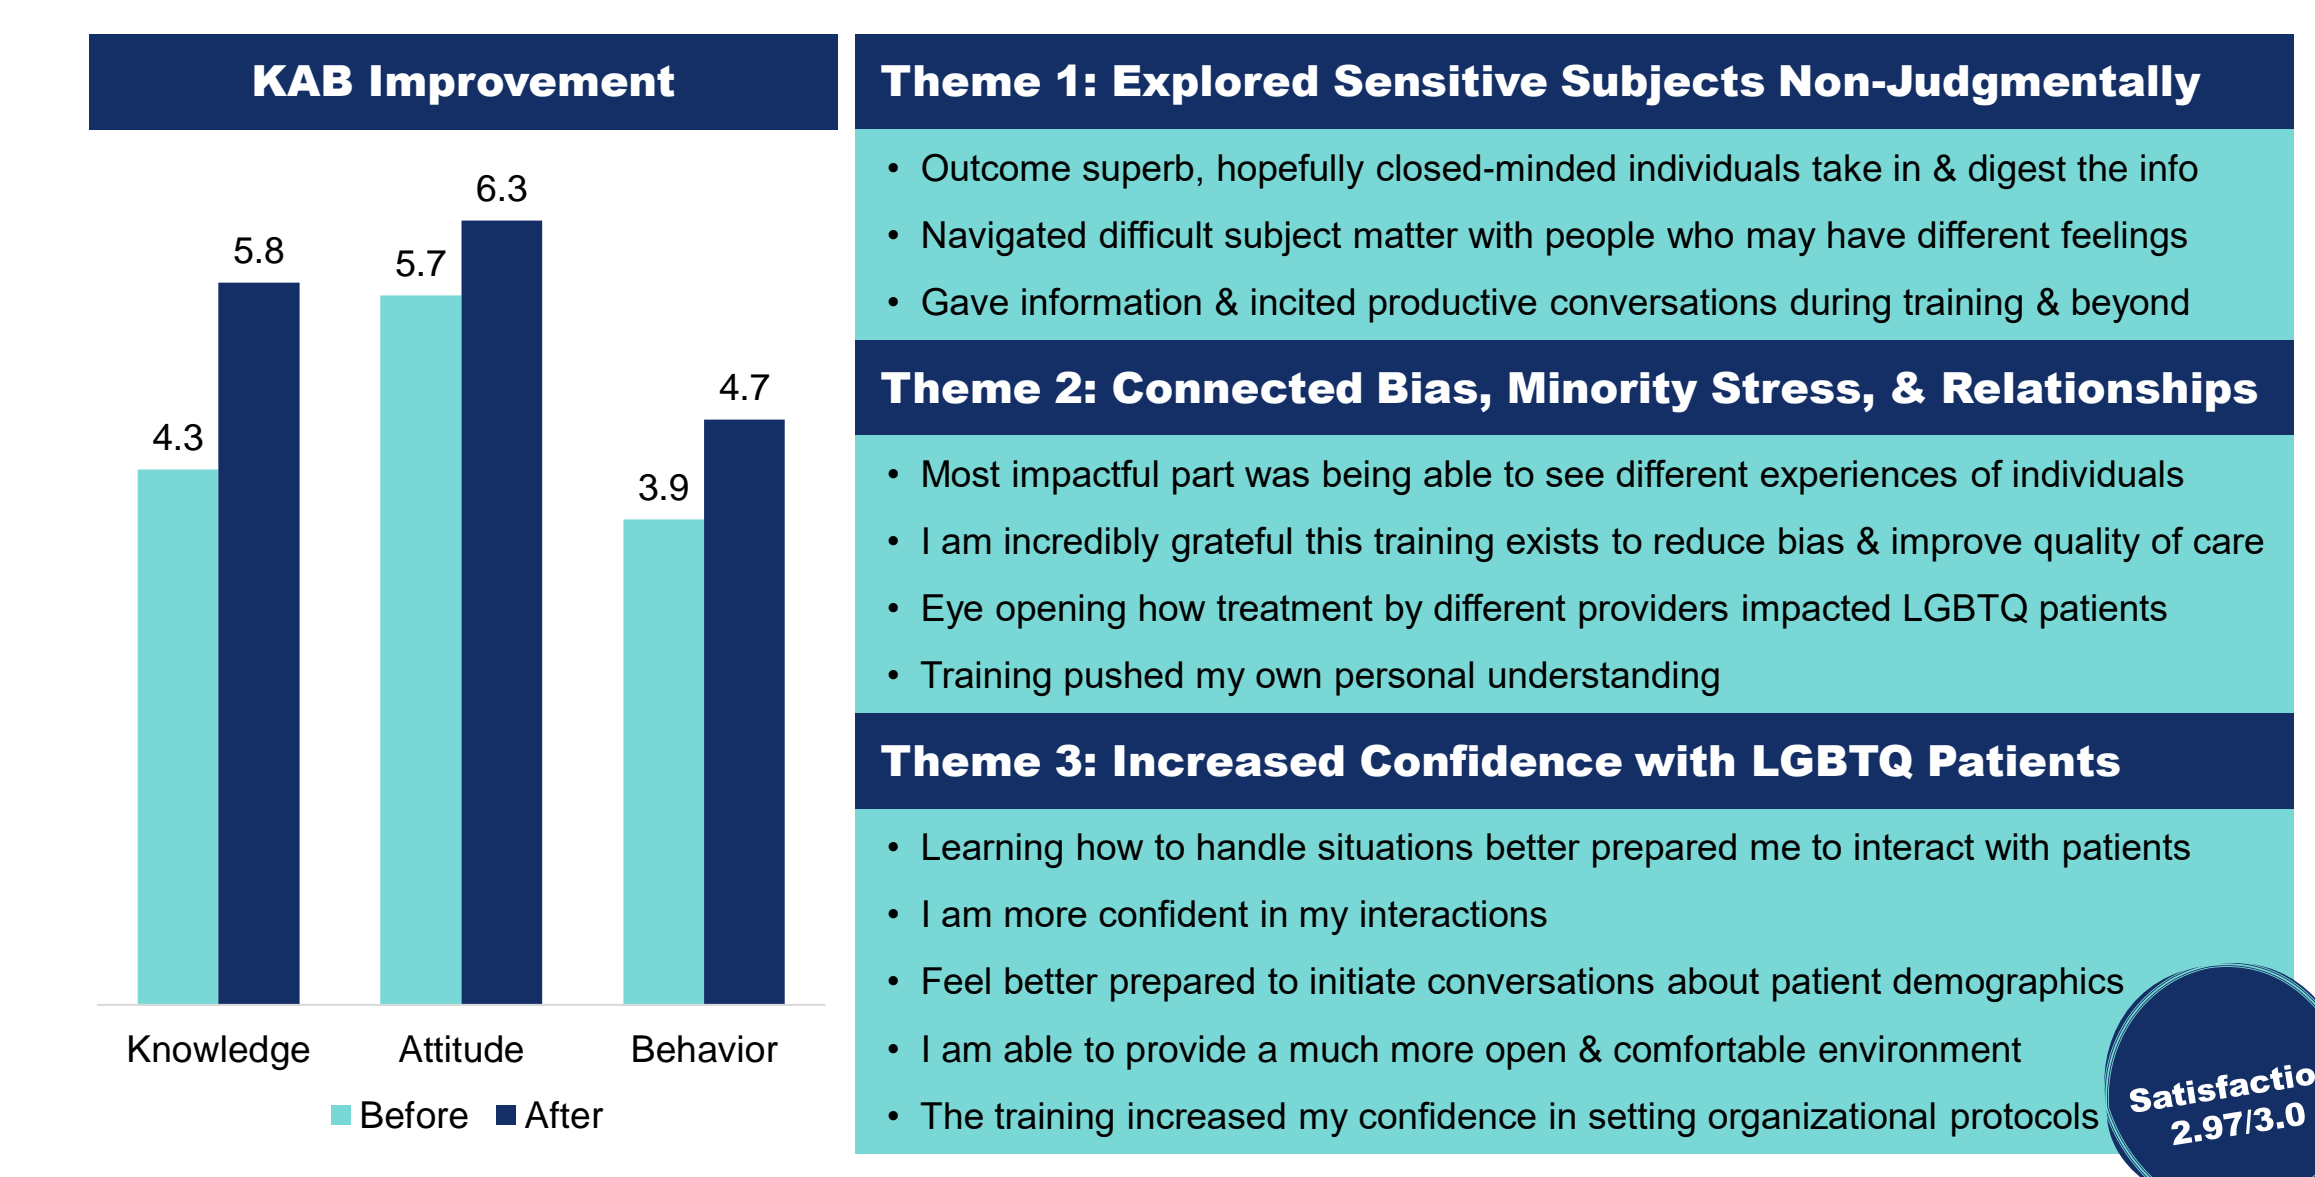 KAB Improvement
5.8
6.3
5.7
4.3
4.7
3.9
Knowledge
Attitude
Behavior
Before
After
Theme 1: Explored Sensitive Subjects Non-Judgmentally
• Outcome superb, hopefully closed-minded individuals take in & digest the info
• Navigated difficult subject matter with people who may have different feelings
• Gave information & incited productive conversations during training & beyond
Theme 2: Connected Bias, Minority Stress, & Relationships
• Most impactful part was being able to see different experiences of individuals
• I am incredibly grateful this training exists to reduce bias & improve quality of care
• Eye opening how treatment by different providers impacted LGBTQ patients
• Training pushed my own personal understanding
Theme 3: Increased Confidence with LGBTQ Patients
• Learning how to handle situations better prepared me to interact with patients
• I am more confident in my interactions
• Feel better prepared to initiate conversations about patient demographics
• I am able to provide a much more open & comfortable environment
• The training increased my confidence in setting organizational protocols
Satisfactio
2.97/3.0